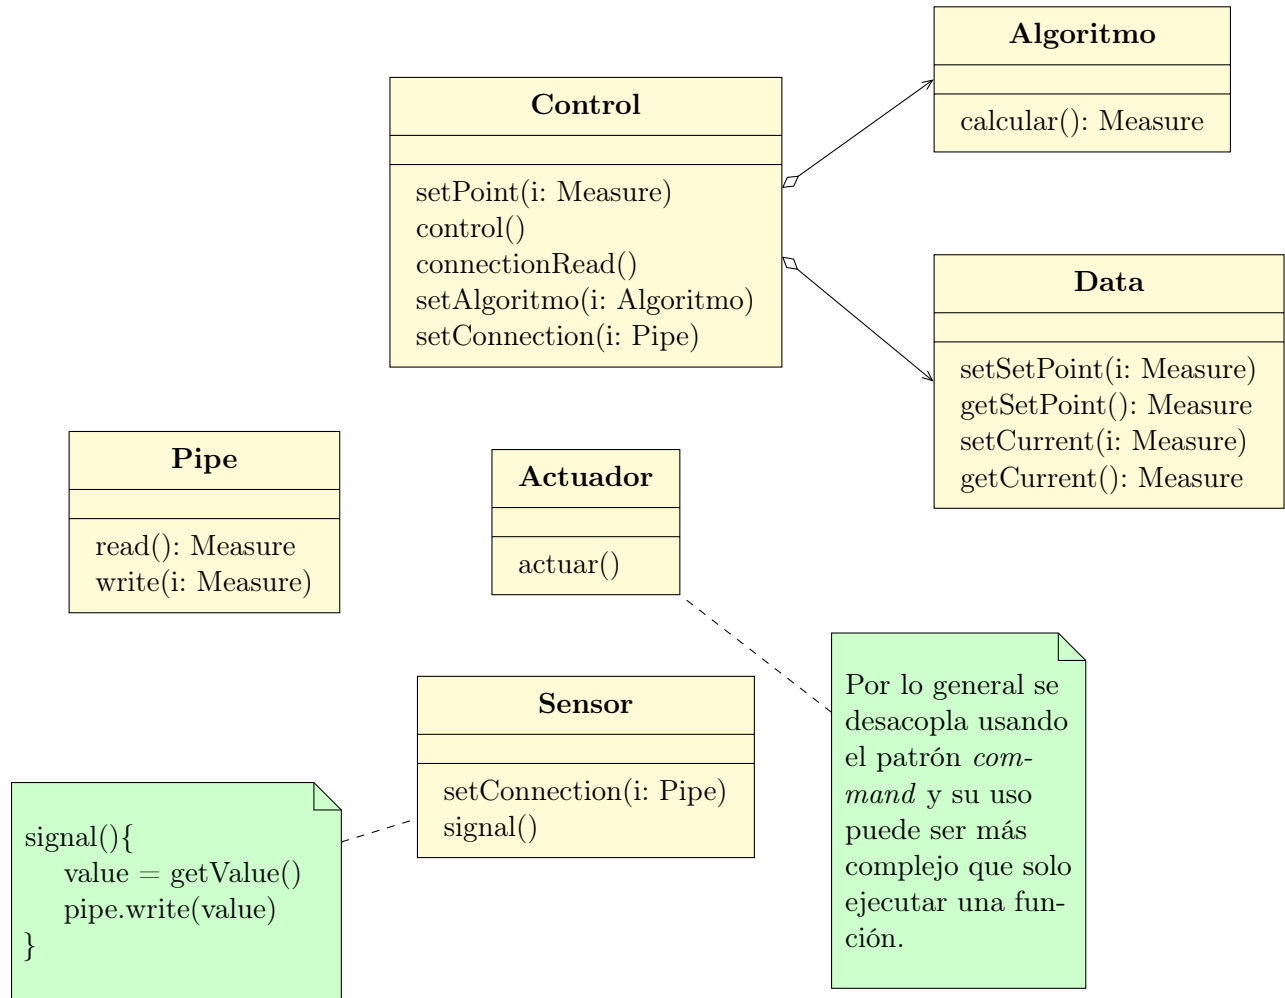 Algoritmo
calcular(): Measure
Control
setPoint(i: Measure)
control()
connectionRead()
setAlgoritmo(i: Algoritmo)
setConnection(i: Pipe)
Data
setSetPoint(i: Measure)
getSetPoint(): Measure
setCurrent(i: Measure)
getCurrent(): Measure
Pipe
read(): Measure
write(i: Measure)
Actuador
actuar()
Sensor
setConnection(i: Pipe)
signal()
Por lo general se
desacopla usando
el patrón com-
mand y su uso
puede ser más
complejo que solo
ejecutar una fun-
ción.
signal(){
value = getValue()
pipe.write(value)
}